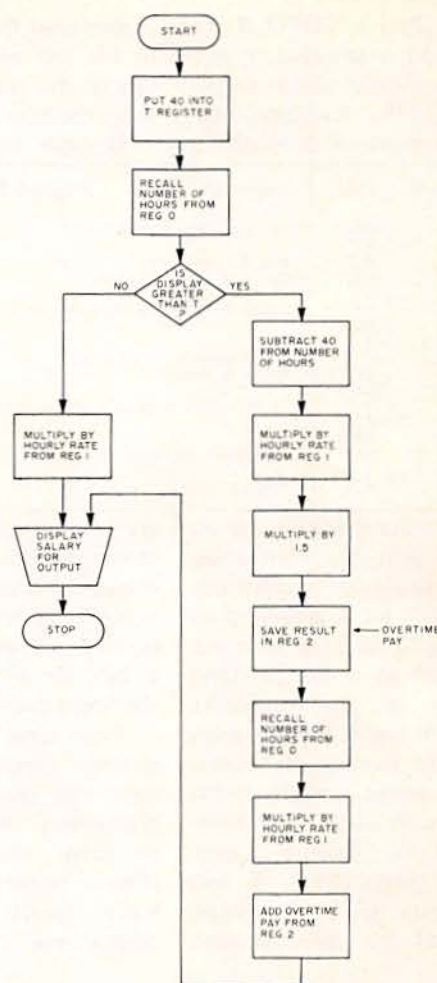 START
PUT 40 INTO
T REGISTER
RECALL
NUMBER OF
HOURS FROM
REG 0
IS
DISPLAY
GREATER
THAN T
?
NO
YES
MULTIPLY BY
HOURLY RATE
FROM REG 1
DISPLAY
SALARY
FOR
OUTPUT
STOP
SUBTRACT 40
FROM NUMBER
OF HOURS
MULTIPLY BY
HOURLY RATE
FROM REG 1
MULTIPLY BY
1.5
SAVE RESULT
IN REG 2
OVERTIME
PAY
RECALL
NUMBER OF
HOURS FROM
REG 0
MULTIPLY BY
HOURLY RATE
FROM REG 1
ADD OVERTIME
PAY FROM
REG 2